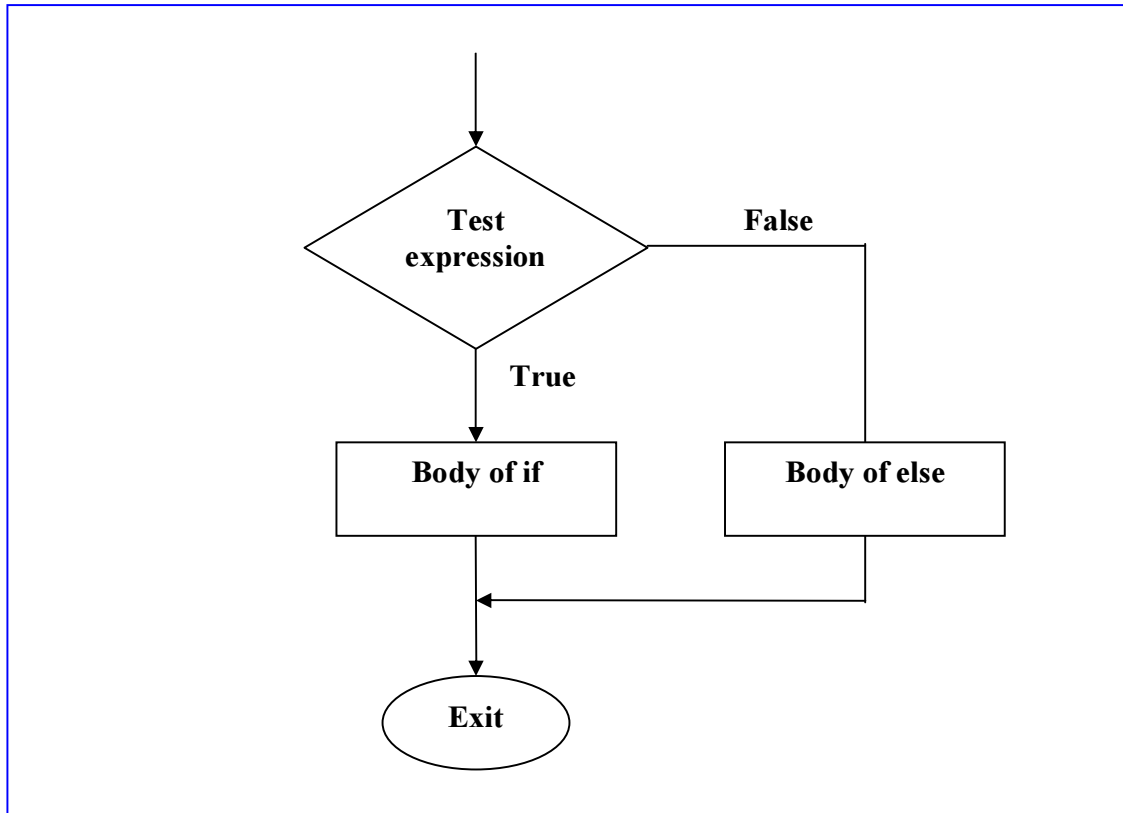 Test
expression
False
True
Body of if
Body of else
Exit